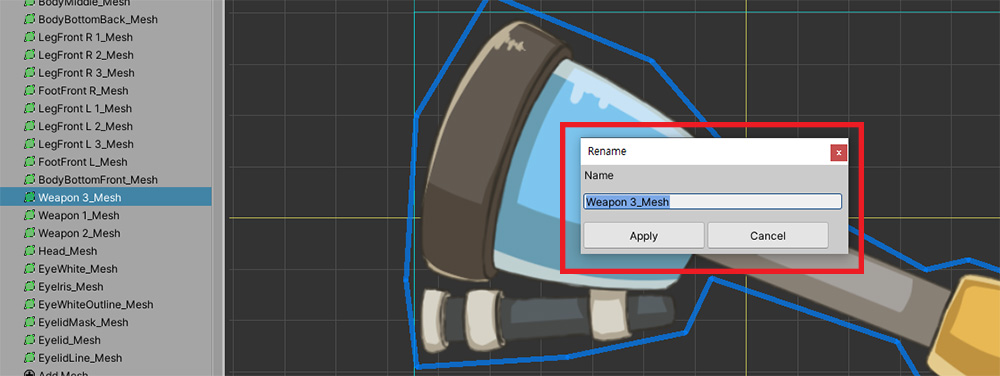 BodyMiddle_Mesh
BodyBottomBack_Mesh
LegFront R 1_Mesh
LegFront R 2_Mesh
LegFront R 3_Mesh
FootFront R_Mesh
LegFront L 1_Mesh
LegFront L 2_Mesh
LegFront L 3_Mesh
FootFront L_Mesh
BodyBottomFront_Mesh
Weapon 3_Mesh
Weapon 1_Mesh
Weapon 2_Mesh
Head_Mesh
EyeWhite_Mesh
EyeIris_Mesh
EyeWhiteOutline_Mesh
EyelidMask_Mesh
Eyelid_Mesh
EyelidLine_Mesh
Add Mesh
Rename
x
Name
Weapon 3_Mesh
Apply
Cancel